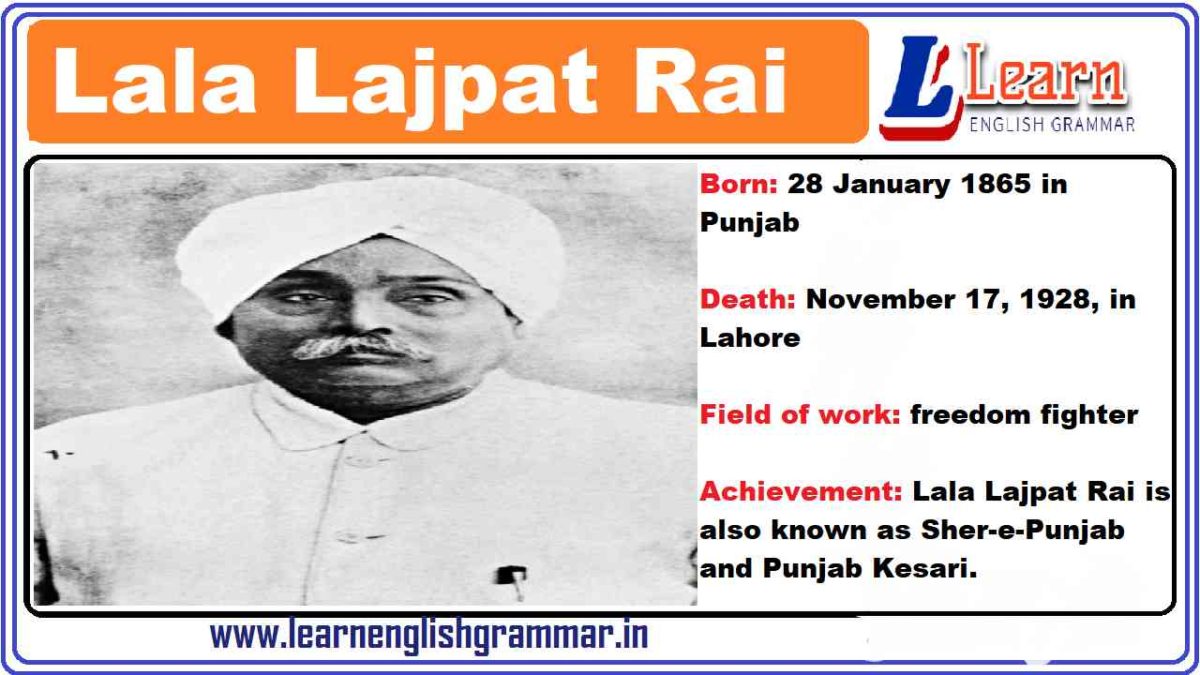 Lala Lajpat Rai
L Learn
ENGLISH GRAMMAR
Born: 28 January 1865 in
Punjab
Death: November 17, 1928, in
Lahore
Field of work: freedom fighter
Achievement: Lala Lajpat Rai is
also known as Sher-e-Punjab
and Punjab Kesari.
www.learnenglishgrammar.in